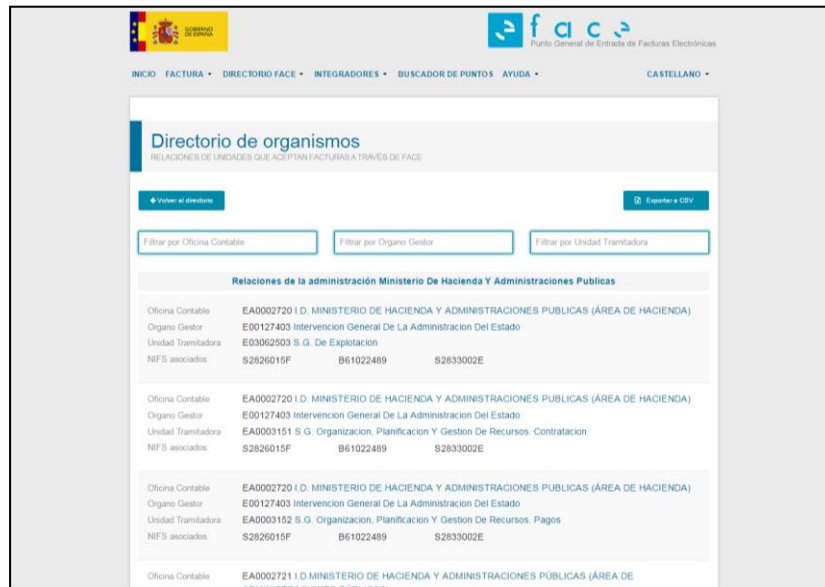 GOBIERNO
DE ESPAÑA
face
Punto General de Entrada de Facturas Electrónicas
INICIO FACTURA DIRECTORIO FACE INTEGRADORES BUSCADOR DE PUNTOS AYUDA CASTELLANO
Directorio de organismos
RELACIONES DE UNIDADES QUE ACEPTAN FACTURAS A TRAVÉS DE FACE
Volver al directorio Exportar a CSV
Filtrar por Oficina Contable Filtrar por Organo Gestor Filtrar por Unidad Tramitadora
Relaciones de la administración Ministerio De Hacienda Y Administraciones Publicas
Oficina Contable EA0002720 I.D. MINISTERIO DE HACIENDA Y ADMINISTRACIONES PUBLICAS (ÁREA DE HACIENDA)
Organo Gestor E00127403 Intervencion General De La Administracion Del Estado
Unidad Tramitadora E03062503 S.G. De Explotacion
NIFS asociados: S2826015F B61022489 S2833002E
Oficina Contable EA0002720 I.D. MINISTERIO DE HACIENDA Y ADMINISTRACIONES PUBLICAS (ÁREA DE HACIENDA)
Organo Gestor E00127403 Intervencion General De La Administracion Del Estado
Unidad Tramitadora EA0003151 S.G. Organizacion, Planificacion Y Gestion De Recursos. Contratacion
NIFS asociados: S2826015F B61022489 S2833002E
Oficina Contable EA0002720 I.D. MINISTERIO DE HACIENDA Y ADMINISTRACIONES PUBLICAS (ÁREA DE HACIENDA)
Organo Gestor E00127403 Intervencion General De La Administracion Del Estado
Unidad Tramitadora EA0003152 S.G. Organizacion, Planificacion Y Gestion De Recursos. Pagos
NIFS asociados: S2826015F B61022489 S2833002E
Oficina Contable EA0002721 I.D.MINISTERIO DE HACIENDA Y ADMINISTRACIONES PÚBLICAS (ÁREA DE